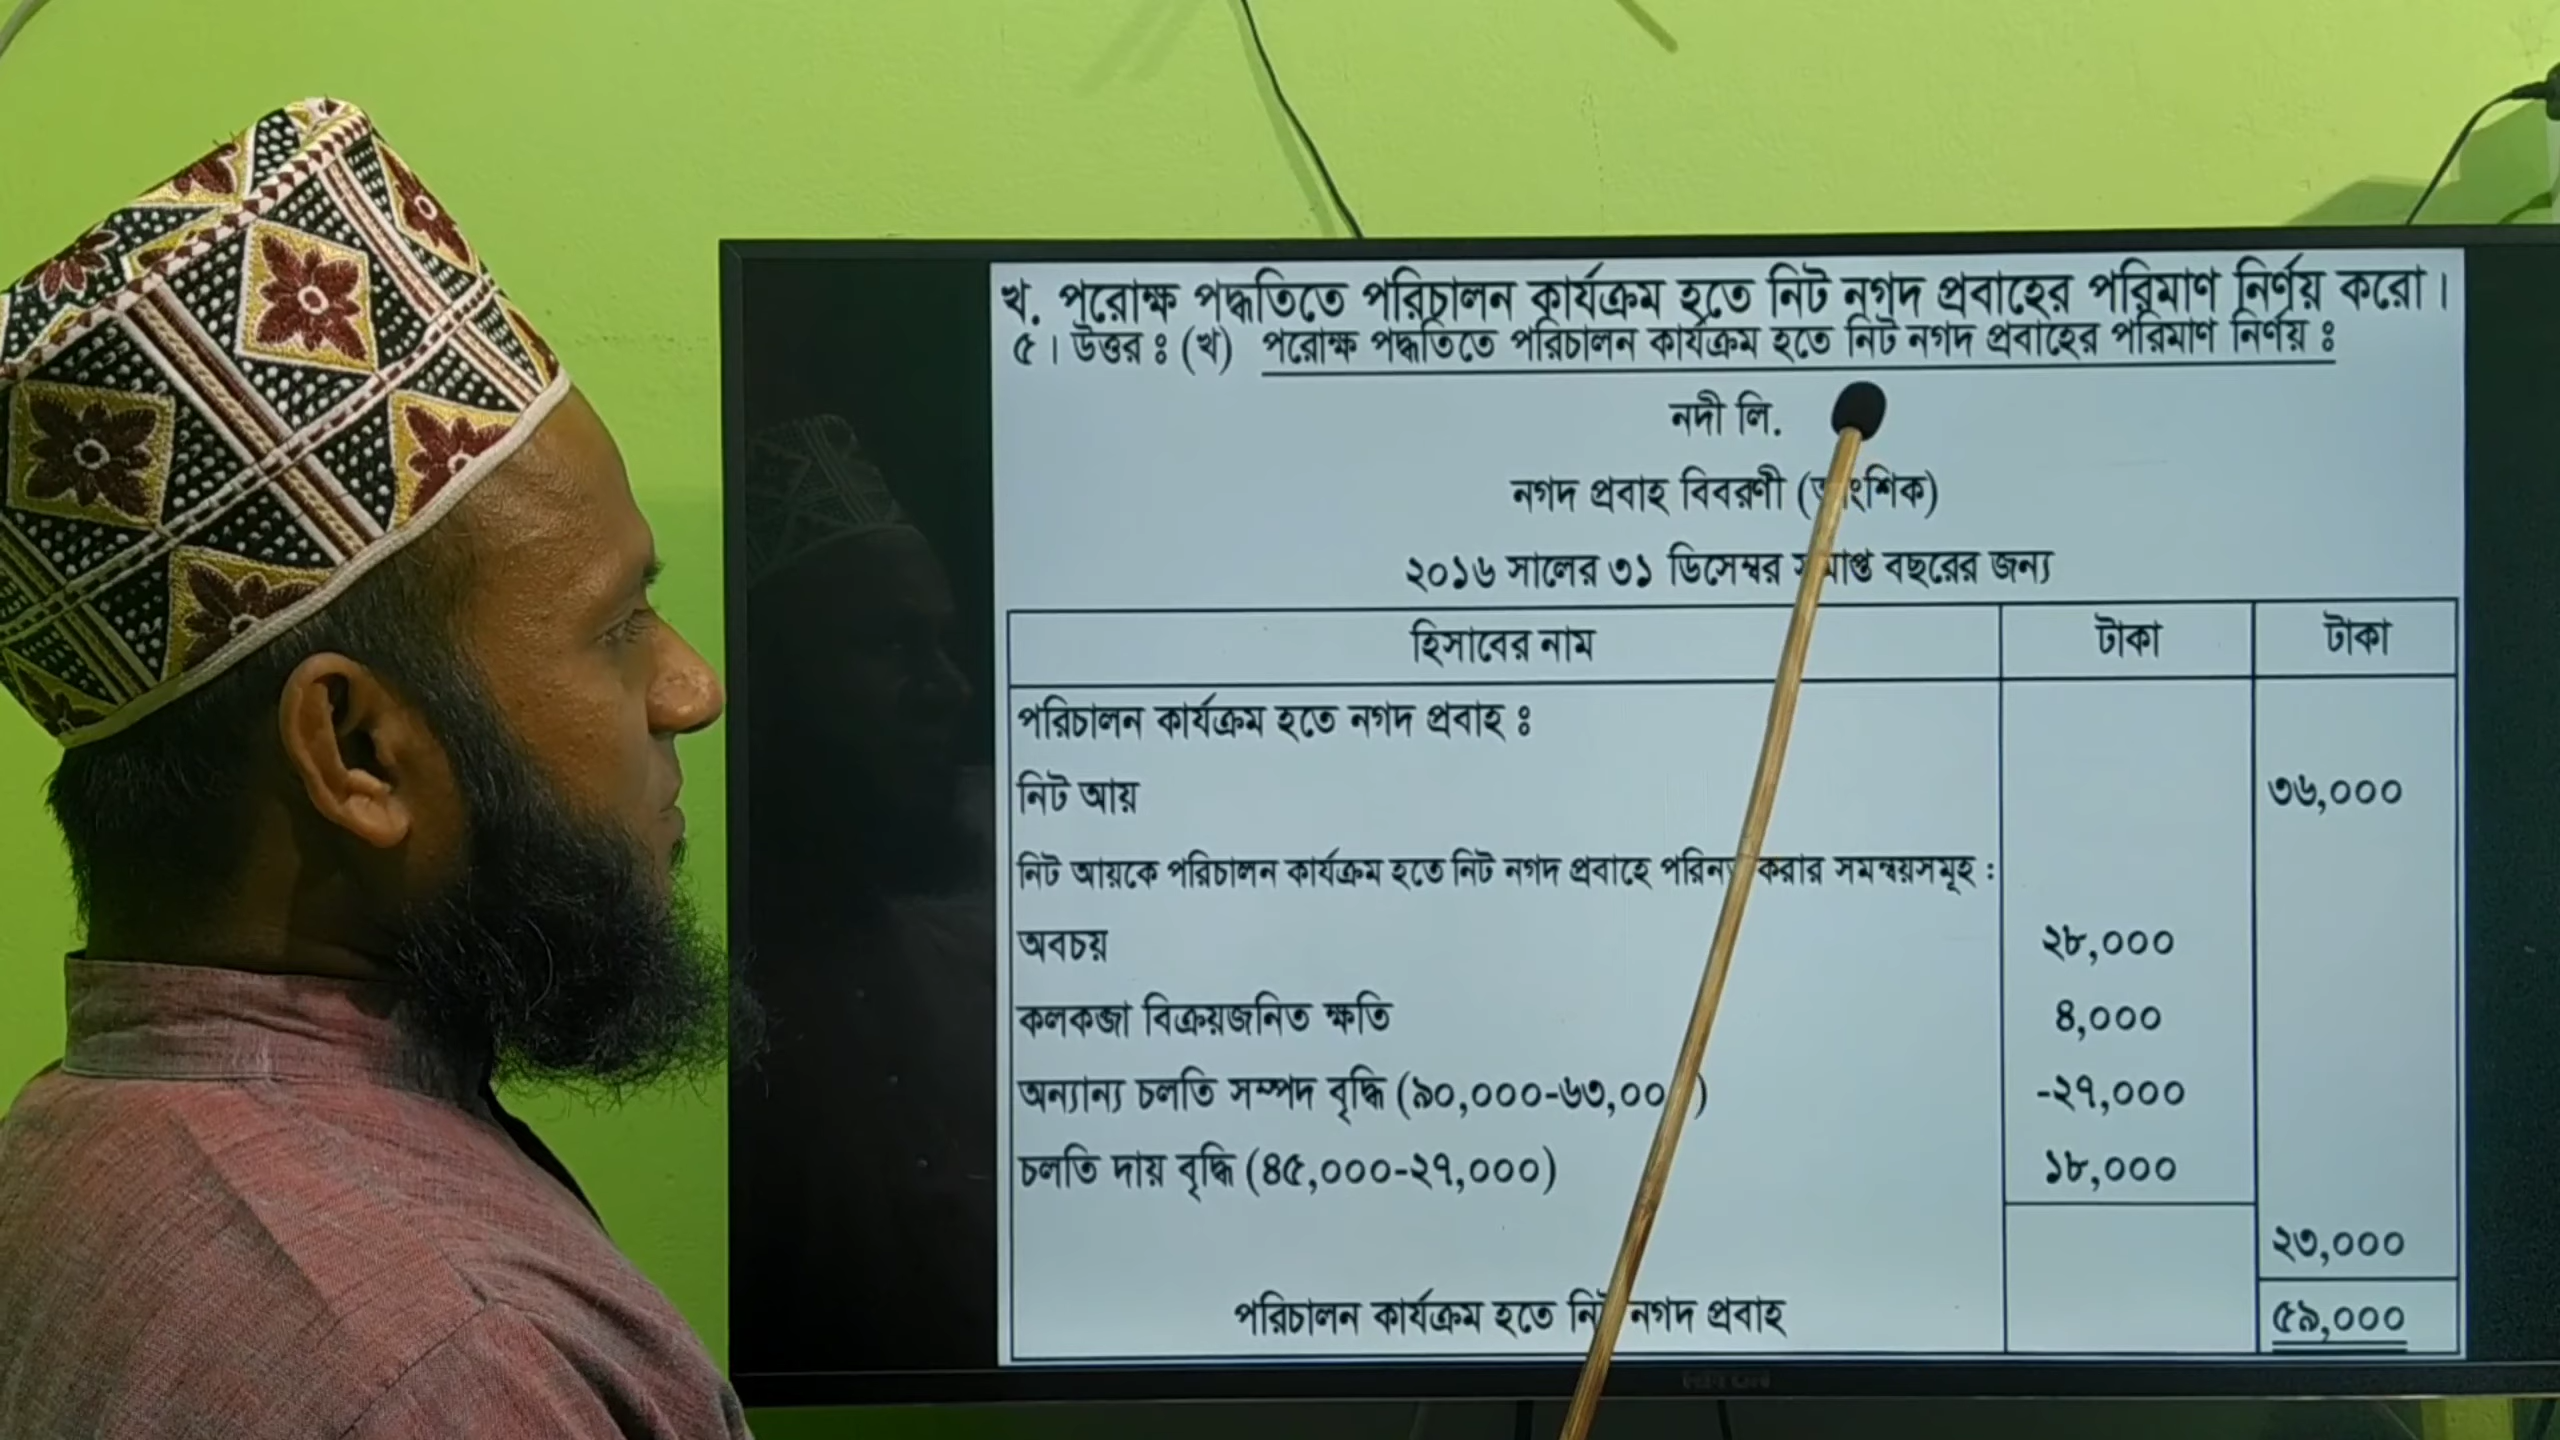 খ. পরোক্ষ পদ্ধতিতে পরিচালন কার্যক্রম হতে নিট নগদ প্রবাহের পরিমাণ নির্ণয় করো।
৫। উত্তর ঃ (খ) পরোক্ষ পদ্ধতিতে পরিচালন কার্যক্রম হতে নিট নগদ প্রবাহের পরিমাণ নির্ণয় ঃ
নদী লি.
নগদ প্রবাহ বিবরণী
২০১৬ সালের ৩১ ডিসেম্বর বছরের জন্য
হিসাবের নাম টাকা টাকা
পরিচালন কার্যক্রম হতে নগদ প্রবাহ ঃ
নিট আয় ৩৬,০০০
নিট আয়কে পরিচালন কার্যক্রম হতে নিট নগদ প্রবাহে করার সমন্বয়সমূহ :
অবচয় ২৮,০০০
কলকব্জা বিক্রয়জনিত ক্ষতি ৪,০০০
অন্যান্য চলতি সম্পদ বৃদ্ধি -২৭,০০০
চলতি দায় বৃদ্ধি (৪৫,০০০-২৭,০০০) ১৮,০০০
২৩,০০০
পরিচালন কার্যক্রম হতে নগদ প্রবাহ ৫৯,০০০